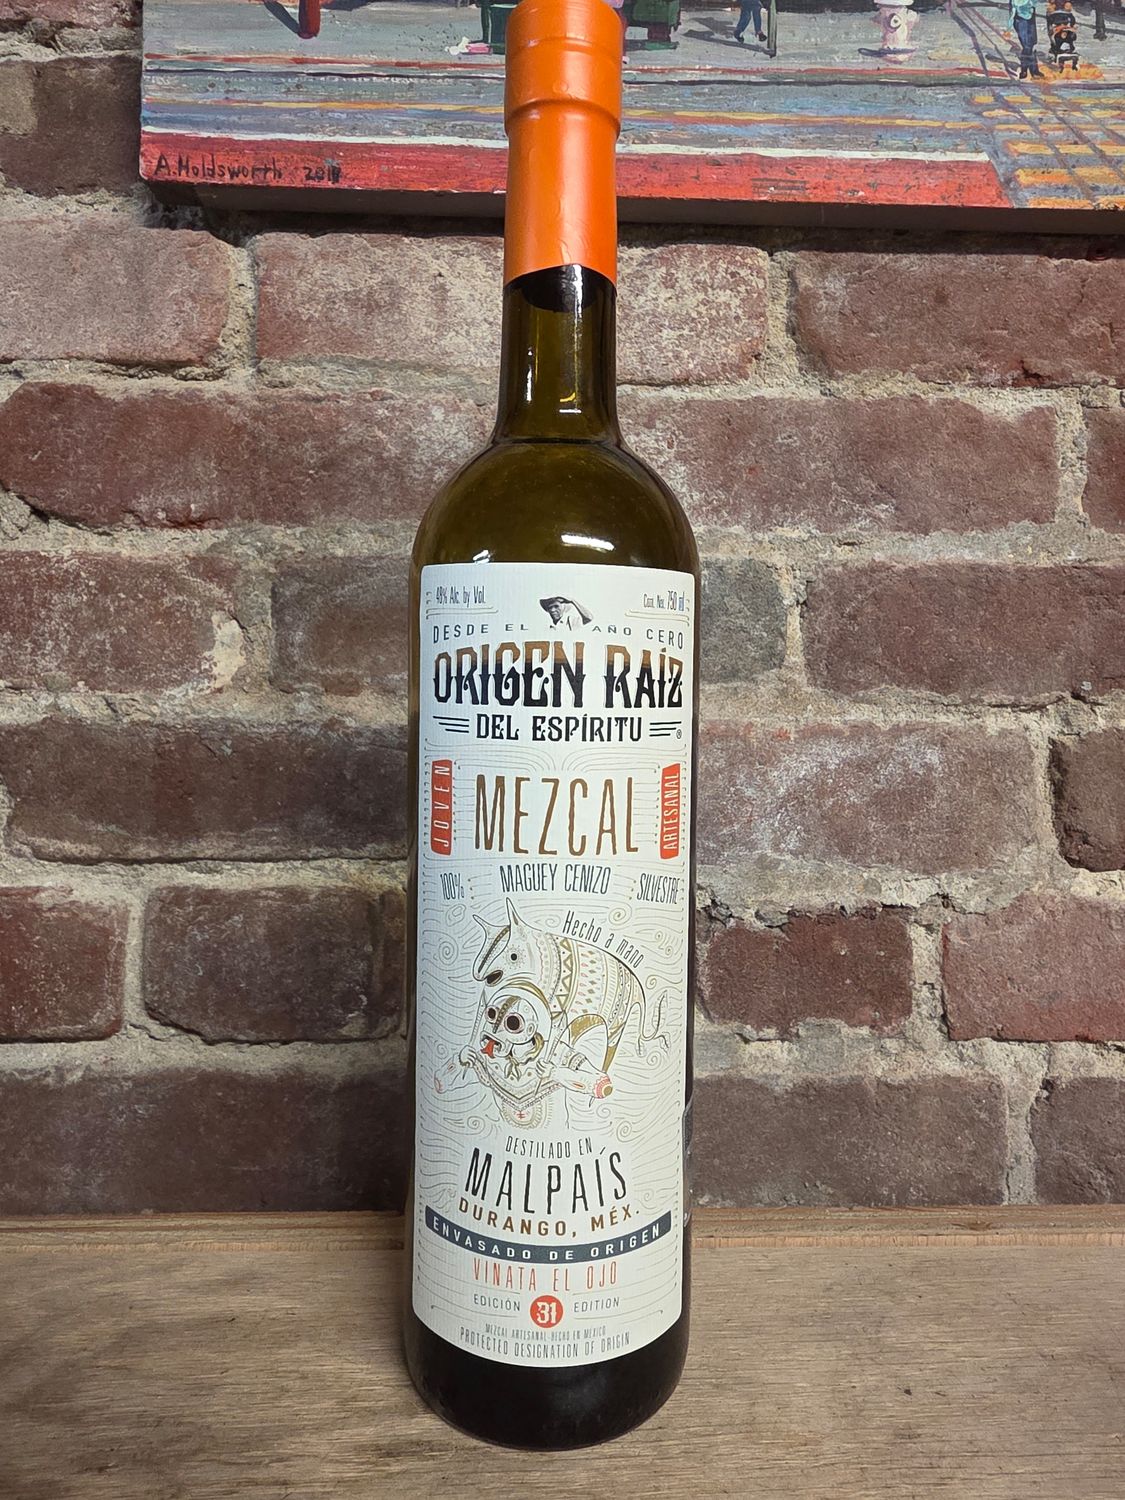 A. Holdsworth
49% Alc. by Vol.
Cont. Net. 750 ml
DESDE EL AÑO CERO
ORIGEN RAÍZ
DEL ESPÍRITU
®
JOVEN
MEZCAL
ARTESANAL
100%
MAGUEY CENIZO
SILVESTRE
Hecho a mano
DESTILADO EN
MALPAÍS
DURANGO, MÉX.
ENVASADO DE ORIGEN
VINATA EL OJO
EDICIÓN 31 EDITION
MEZCAL ARTESANAL HECHO EN MÉXICO
PROTECTED DESIGNATION OF ORIGIN